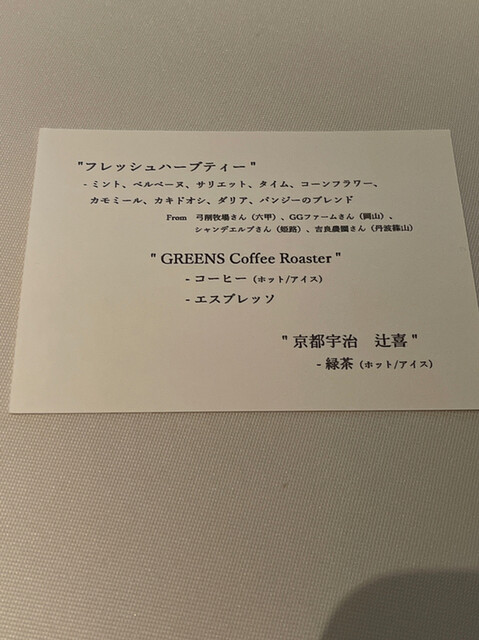 "フレッシュハーブティー"
- ミント、ベルベーヌ、サリエット、タイム、コーンフラワー、
カモミール、カキドオシ、ダリア、パンジーのブレンド
From 弓削牧場さん（六甲）、GGファームさん（岡山）、
シャンデエルブさん（姫路）、吉良農園さん（丹波篠山）
" GREENS Coffee Roaster "
- コーヒー（ホット/アイス）
- エスプレッソ
" 京都宇治 辻喜 "
- 緑茶（ホット/アイス）